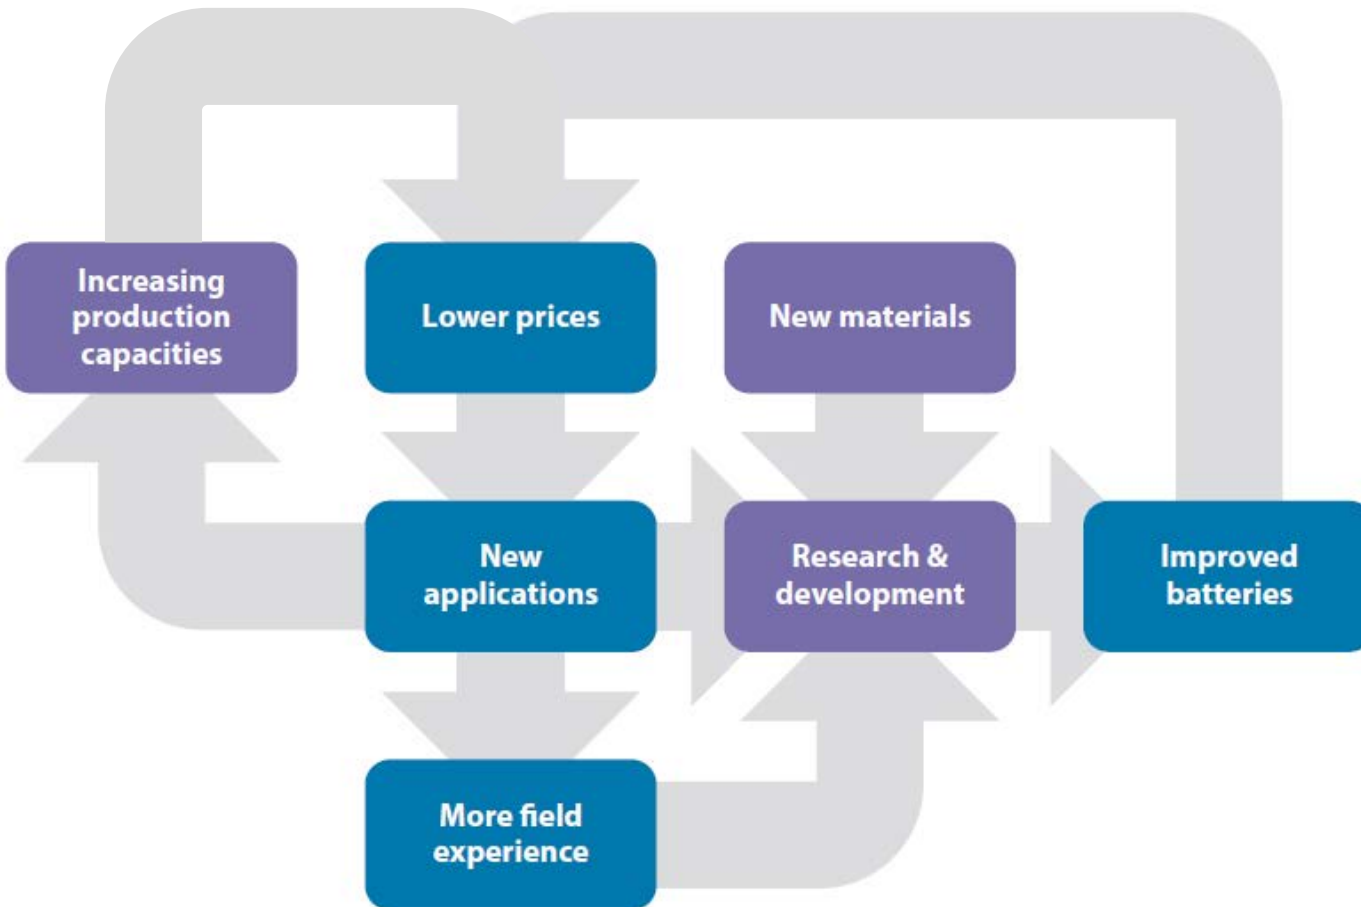 Increasing
production
capacities
Lower prices
New materials
New
applications
Research &
development
Improved
batteries
More field
experience